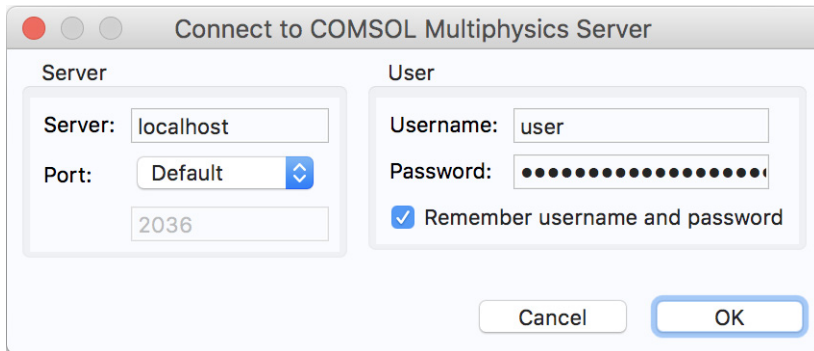 Connect to COMSOL Multiphysics Server
Server
Server: localhost
Port: Default
2036
User
Username: user
Password: ●●●●●●●●●●●●●●●●●●●
Remember username and password
Cancel
OK